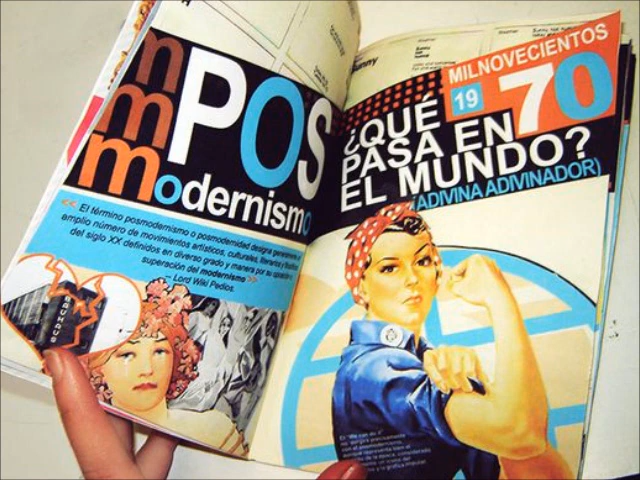 m
m
m
POS
modernismo
<< El término posmodernismo o posmodernidad designa generalmente un
amplio número de movimientos artísticos, culturales, literarios y filosóficos
del siglo XX definidos en diverso grado y manera por su oposición o
superación del modernismo >>
– Lord Wiki Pedios.
BAUHAUS
Sunny
MILNOVECIENTOS
19
70
¿QUÉ
PASA EN
EL MUNDO?
(ADIVINA ADIVINADOR)